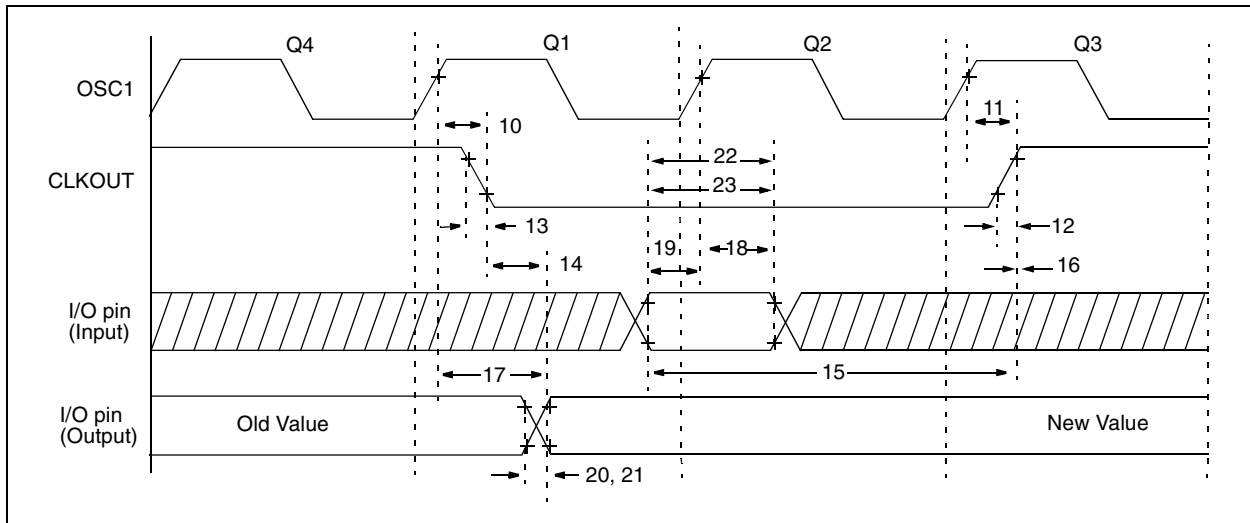 Q4 Q1 Q2 Q3
OSC1
10 11
22
CLKOUT
23
13 12
19 18
14 16
I/O pin
(Input)
17 15
I/O pin
(Output)
Old Value New Value
20, 21